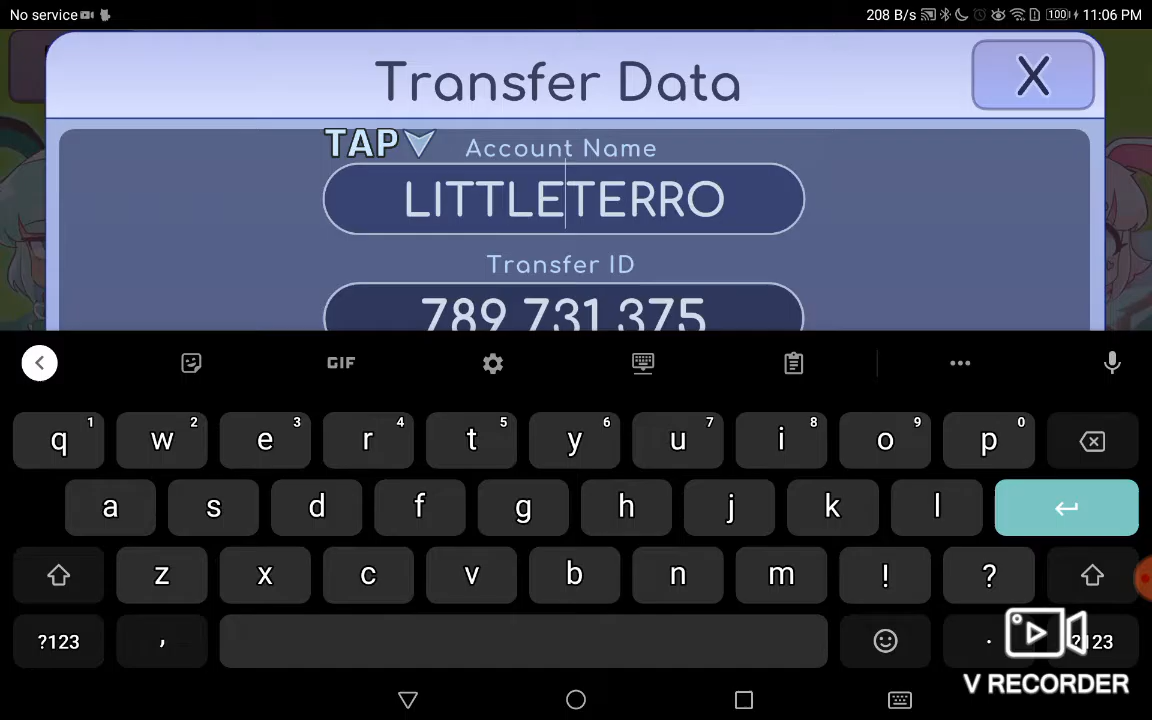 No service 208 B/s 100 11:06 PM
Transfer Data X
TAP Account Name
LITTLETERRO
Transfer ID
789 731 375
GIF
q 1 w 2 e 3 r 4 t 5 y 6 u 7 i 8 o 9 p 0
a s d f g h j k l
z x c v b n m ! ?
?123 , . ?123
V RECORDER